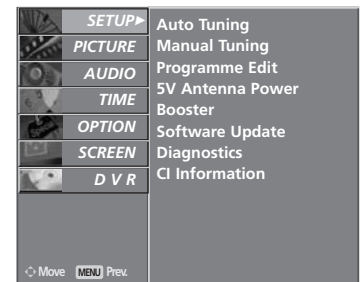 SETUP
PICTURE
AUDIO
TIME
OPTION
SCREEN
D V R
Auto Tuning
Manual Tuning
Programme Edit
5V Antenna Power
Booster
Software Update
Diagnostics
CI Information
Move MENU Prev.